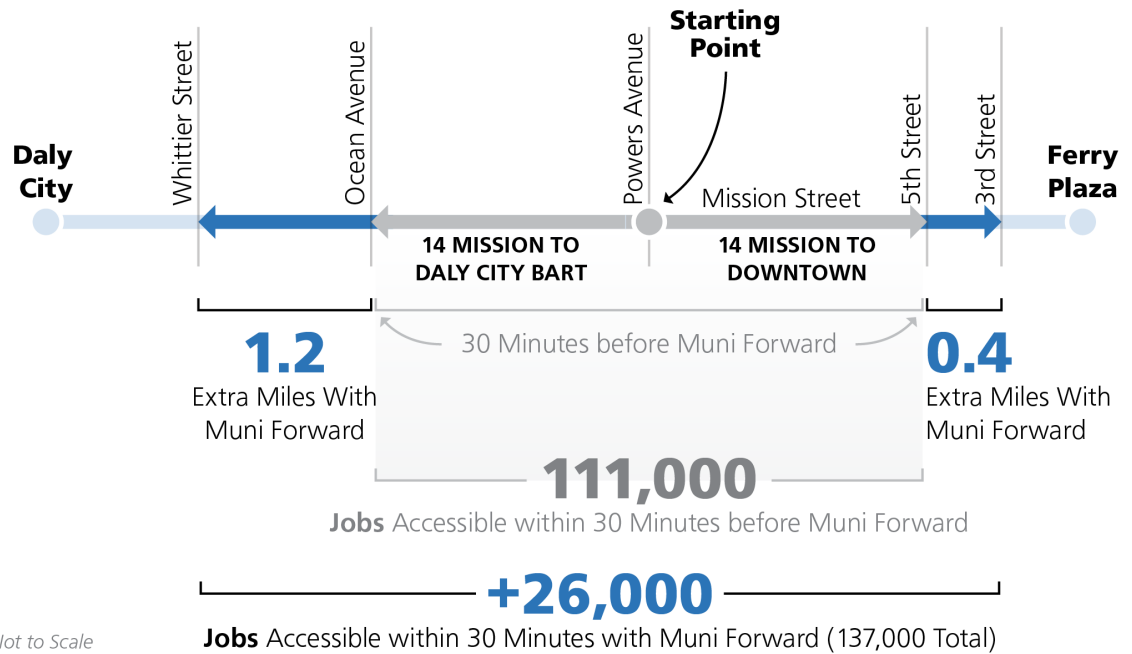 Starting
Point
Whittier Street
Ocean Avenue
Powers Avenue
5th Street
3rd Street
Daly
City
Ferry
Plaza
Mission Street
14 MISSION TO
DALY CITY BART
14 MISSION TO
DOWNTOWN
30 Minutes before Muni Forward
1.2
Extra Miles With
Muni Forward
0.4
Extra Miles With
Muni Forward
111,000
Jobs Accessible within 30 Minutes before Muni Forward
+26,000
Jobs Accessible within 30 Minutes with Muni Forward (137,000 Total)
to Scale